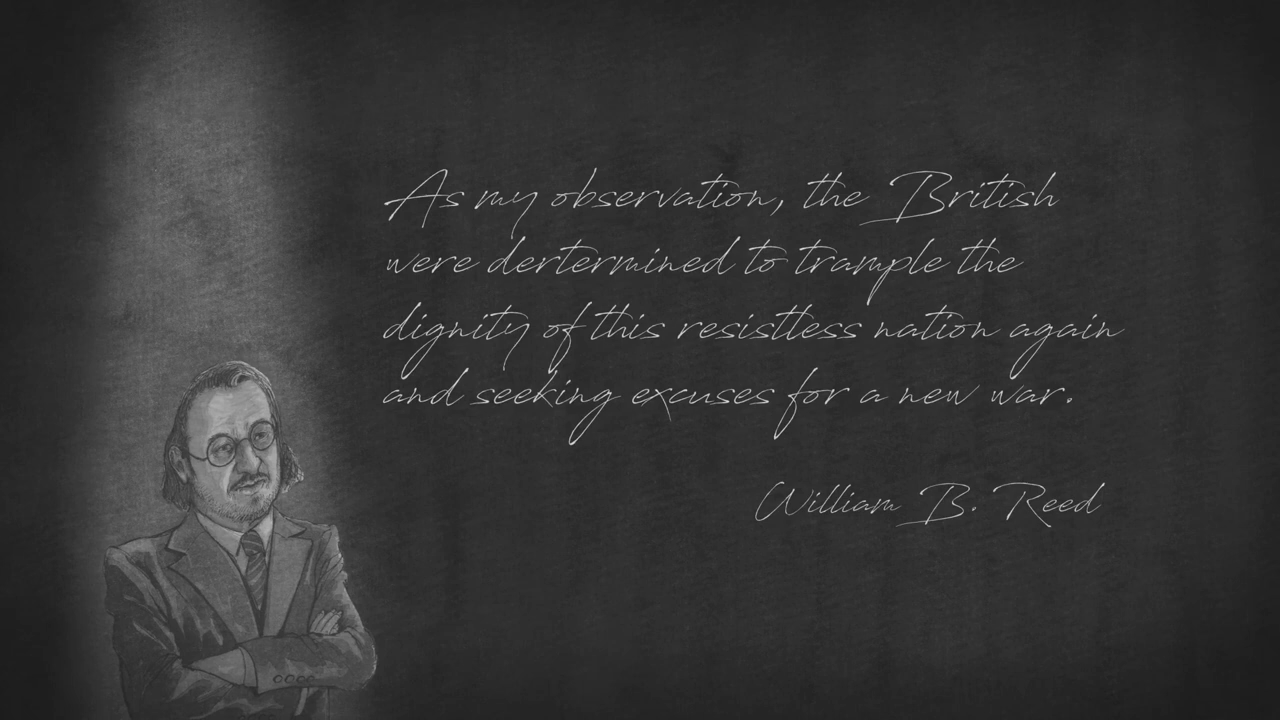 As my observation, the British
were dertermined to trample the
dignity of this resistless nation again
and seeking excuses for a new war.
William B. Reed